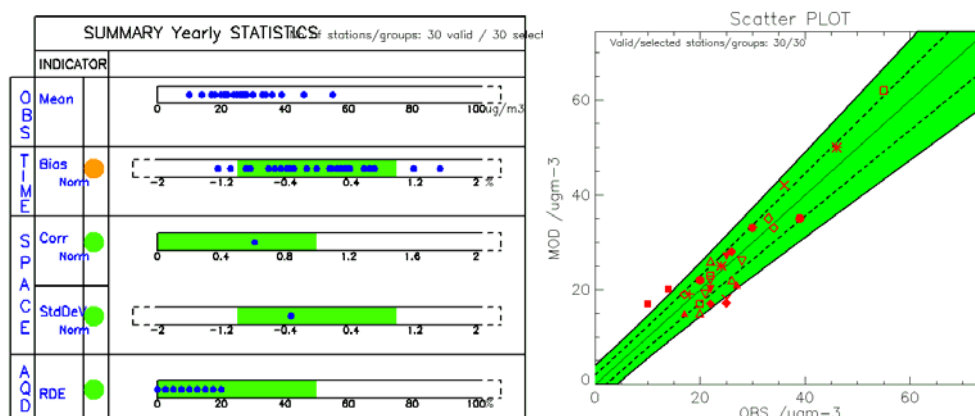 SUMMARY Yearly STATISTICS of stations/groups: 30 valid / 30 select
INDICATOR
OBS
Mean
0 20 40 60 80 100 ug/m3
TIME
Bias
Norm
-2 -1.2 -0.4 0.4 1.2 2 %
SPACE
Corr
Norm
0 0.4 0.8 1.2 1.6 2
StdDev
Norm
-2 -1.2 -0.4 0.4 1.2 2
AQD
RDE
0 20 40 60 80 100 %
Scatter PLOT
Valid/selected stations/groups: 30/30
MOD /ugm-3
60
40
20
0
0 20 40 60
OBS /ugm-3